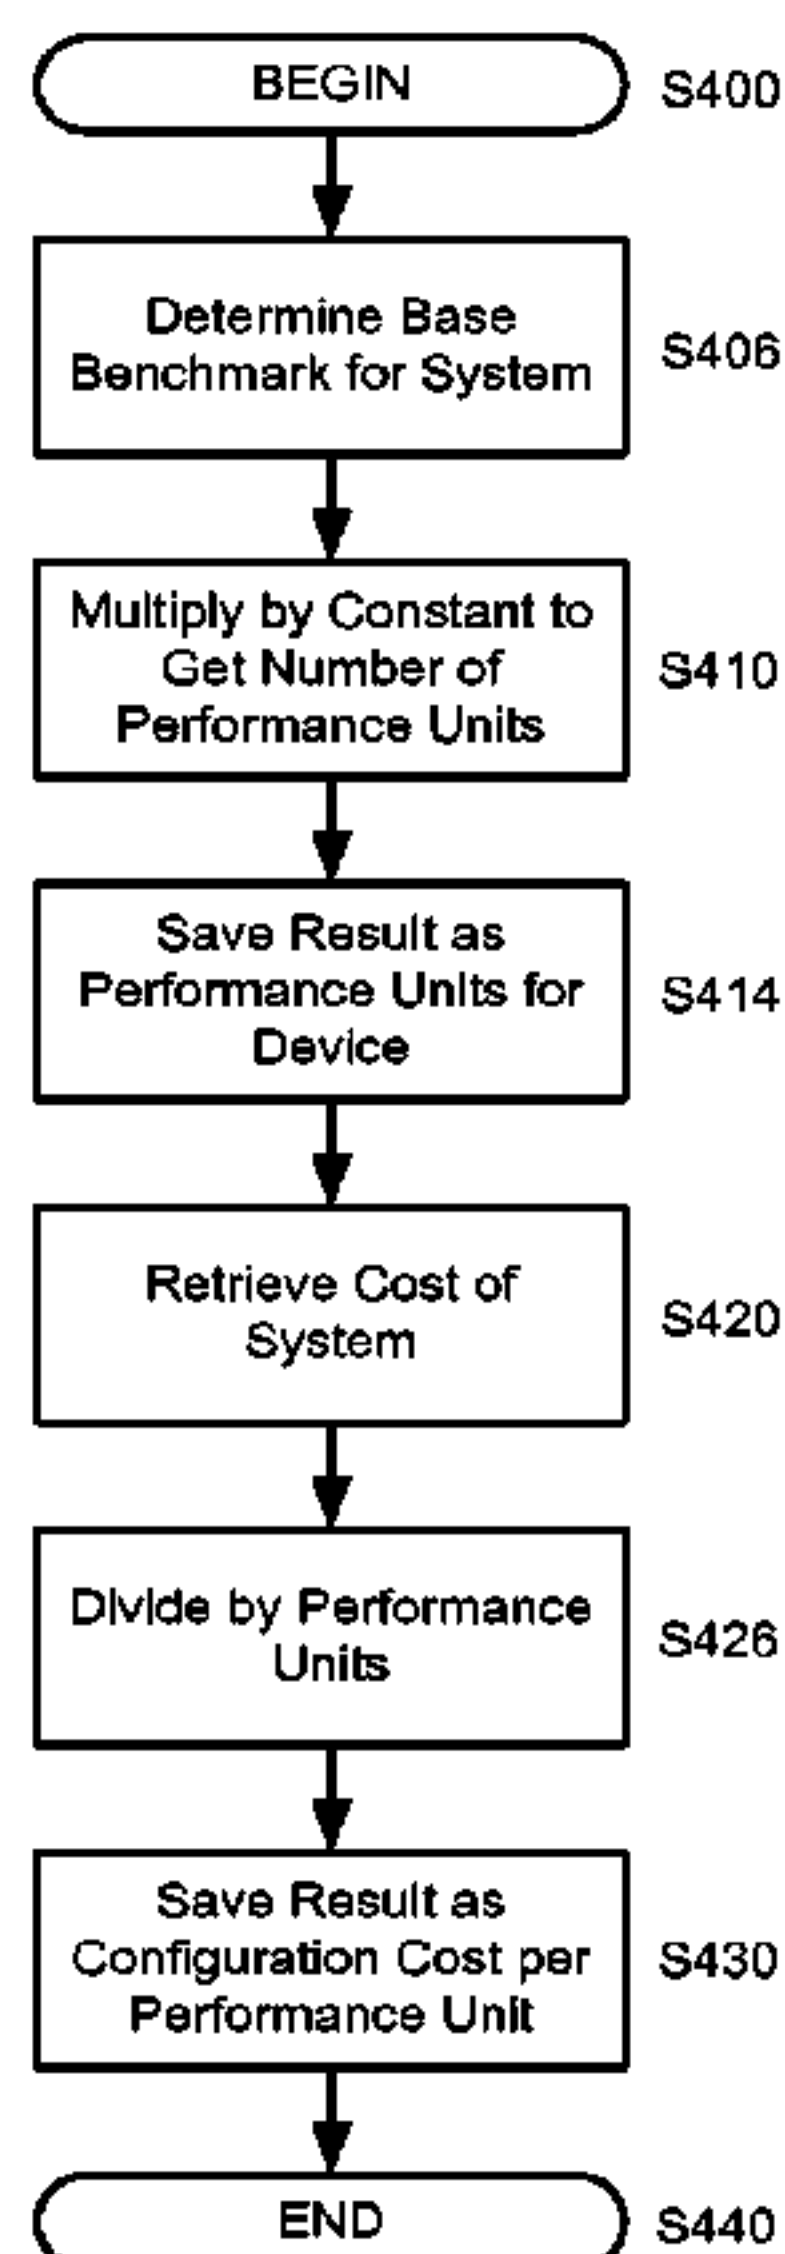 BEGIN
S400
Determine Base
Benchmark for System
S406
Multiply by Constant to
Get Number of
Performance Units
S410
Save Result as
Performance Units for
Device
S414
Retrieve Cost of
System
S420
Divide by Performance
Units
S426
Save Result as
Configuration Cost per
Performance Unit
S430
END
S440